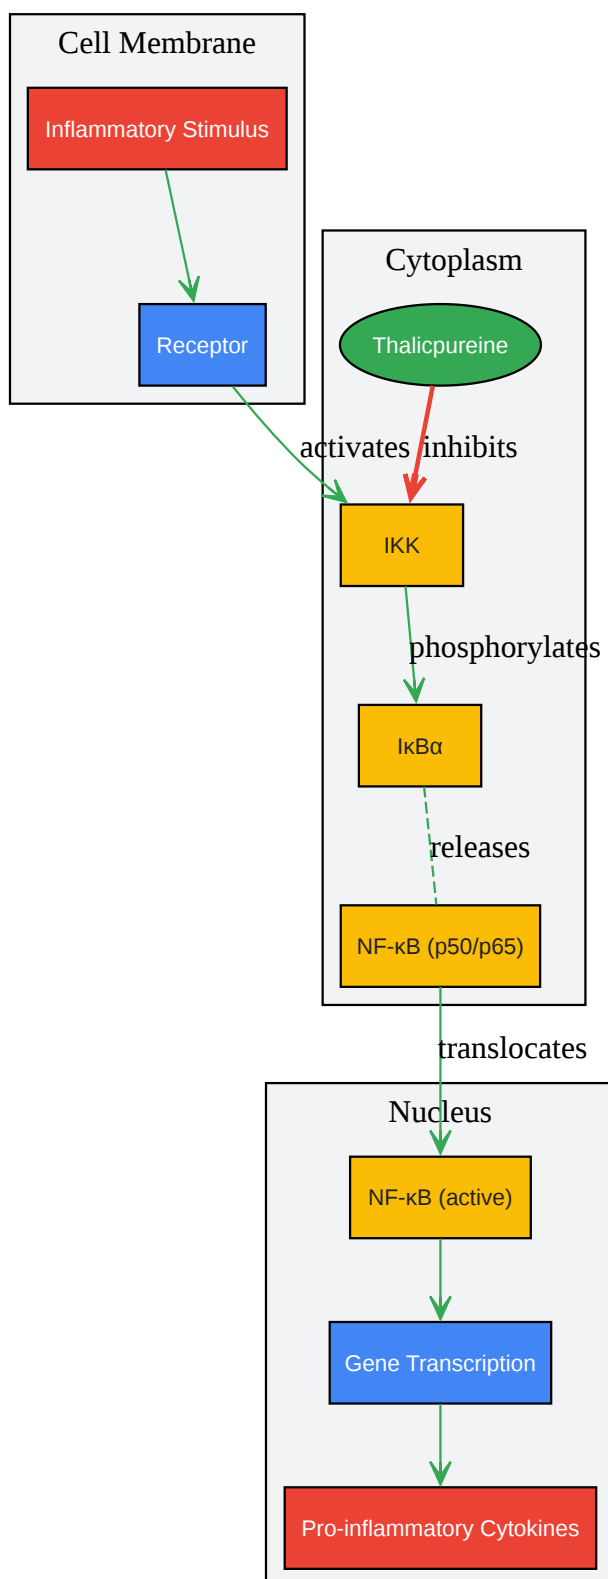 Cell Membrane
Inflammatory Stimulus
Receptor
Cytoplasm
Thalicpureine
activates
inhibits
IKK
phosphorylates
IκBα
releases
NF-κB (p50/p65)
translocates
Nucleus
NF-κB (active)
Gene Transcription
Pro-inflammatory Cytokines